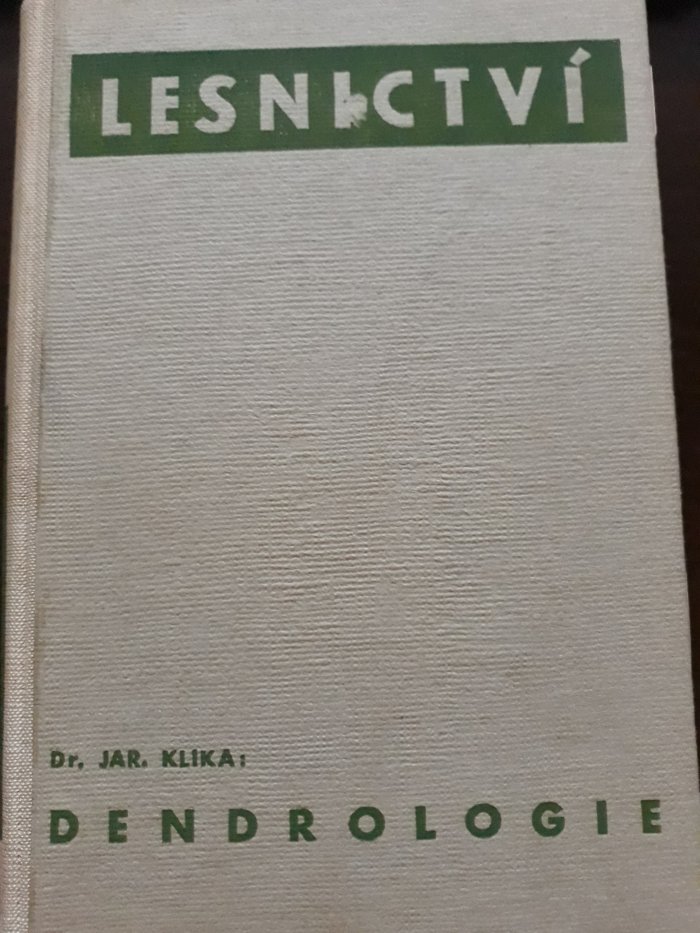 LESNICTVÍ
Dr. JAR. KLIKA:
DENDROLOGIE